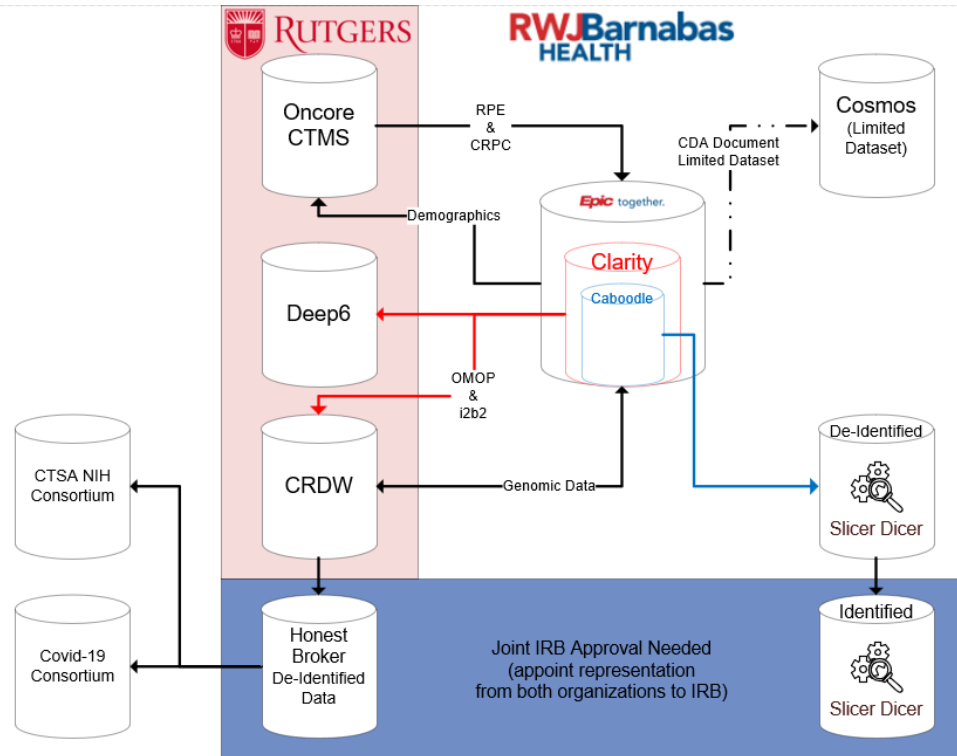 RUTGERS
RWJBarnabas
HEALTH
Oncore
CTMS
RPE
&
CRPC
Cosmos
(Limited
Dataset)
CDA Document
Limited Dataset
Epic together.
Demographics
Clarity
Caboodle
Deep6
OMOP
&
i2b2
De-Identified
Slicer Dicer
CTSA NIH
Consortium
CRDW
Genomic Data
Honest
Broker
De-Identified
Data
Joint IRB Approval Needed
(appoint representation
from both organizations to IRB)
Identified
Slicer Dicer
Covid-19
Consortium